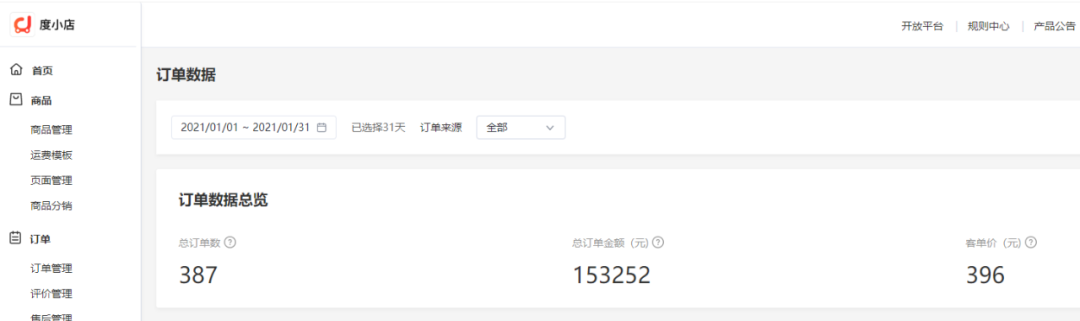 度小店
开放平台 | 规则中心 | 产品公告
首页
商品
商品管理
运费模板
页面管理
商品分销
订单
订单管理
评价管理
售后管理
订单数据
2021/01/01 ~ 2021/01/31 已选择31天 订单来源 全部
订单数据总览
总订单数 ? 总订单金额 (元) ? 客单价 (元) ?
387 153252 396